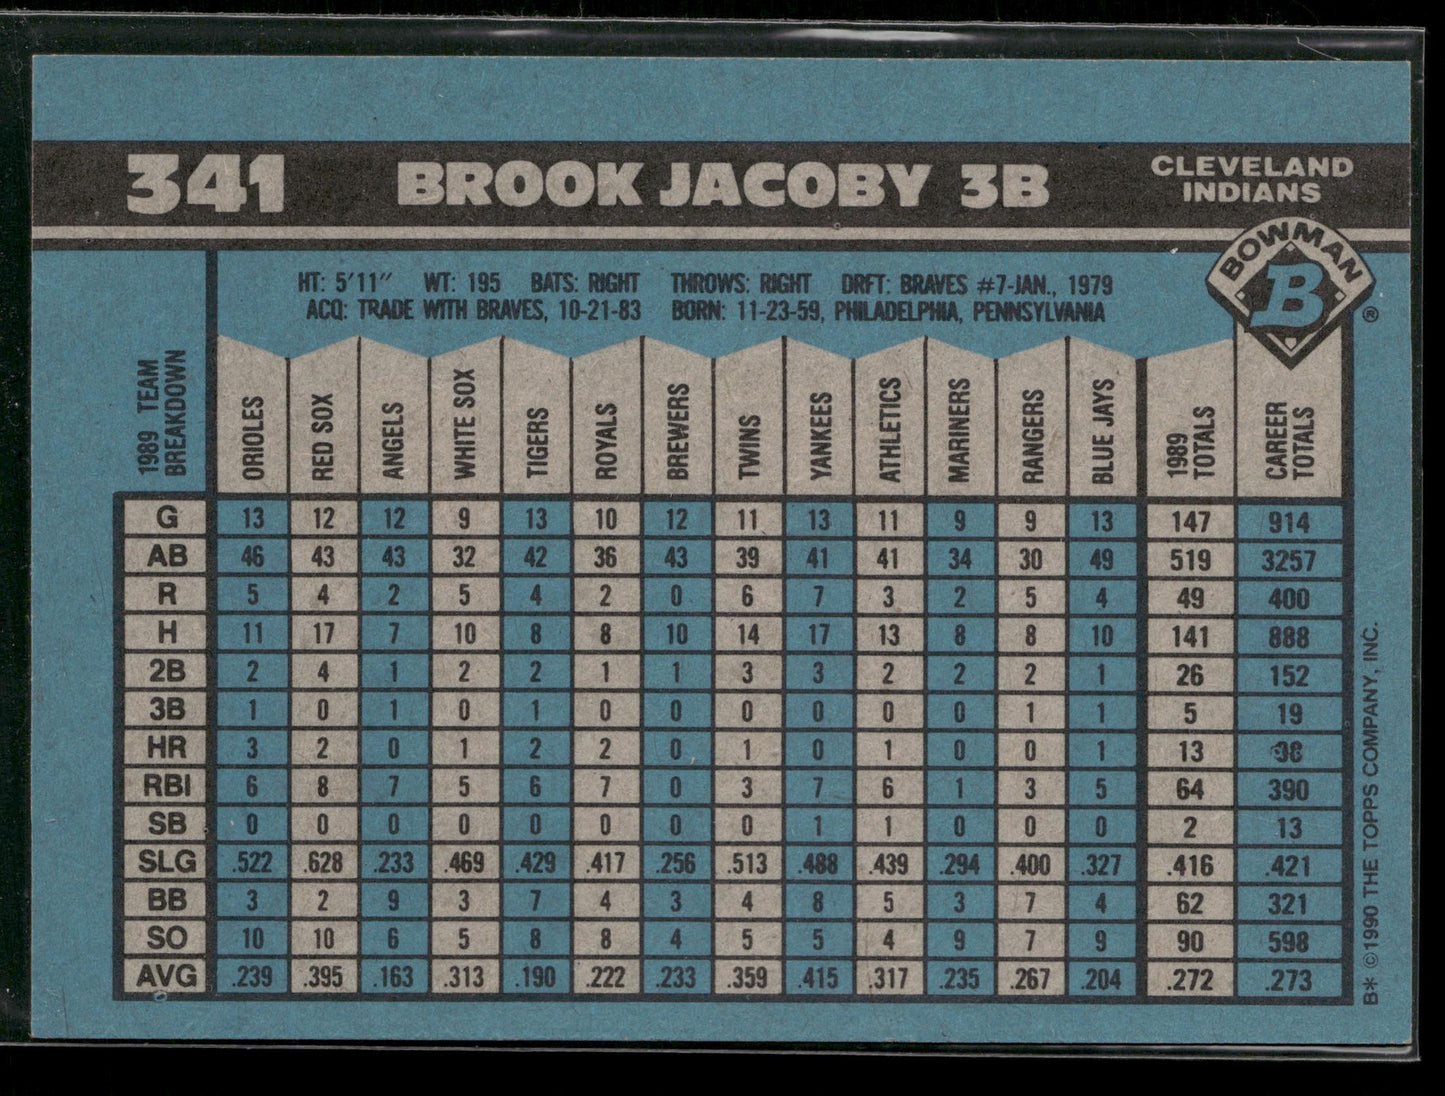 341 BROOK JACOBY 3B CLEVELAND INDIANS
BOWMAN
B
®
HT: 5'11" WT: 195 BATS: RIGHT THROWS: RIGHT DRFT: BRAVES #7-JAN., 1979
ACQ: TRADE WITH BRAVES, 10-21-83 BORN: 11-23-59, PHILADELPHIA, PENNSYLVANIA
1989 TEAM BREAKDOWN ORIOLES RED SOX ANGELS WHITE SOX TIGERS ROYALS BREWERS TWINS YANKEES ATHLETICS MARINERS RANGERS BLUE JAYS 1989 TOTALS CAREER TOTALS
G 13 12 12 9 13 10 12 11 13 11 9 9 13 147 914
AB 46 43 43 32 42 36 43 39 41 41 34 30 49 519 3257
R 5 4 2 5 4 2 0 6 7 3 2 5 4 49 400
H 11 17 7 10 8 8 10 14 17 13 8 8 10 141 888
2B 2 4 1 2 2 1 1 3 3 2 2 2 1 26 152
3B 1 0 1 0 1 0 0 0 0 0 0 1 1 5 19
HR 3 2 0 1 2 2 0 1 0 1 0 0 1 13
RBI 6 8 7 5 6 7 0 3 7 6 1 3 5 64 390
SB 0 0 0 0 0 0 0 0 1 1 0 0 0 2 13
SLG .522 .628 .233 .469 .429 .417 .256 .513 .488 .439 .294 .400 .327 .416 .421
BB 3 2 9 3 7 4 3 4 8 5 3 7 4 62 321
SO 10 10 6 5 8 8 4 5 5 4 9 7 9 90 598
AVG .239 .395 .163 .313 .190 .222 .233 .359 .415 .317 .235 .267 .204 .272 .273
B* ©1990 THE TOPPS COMPANY, INC.